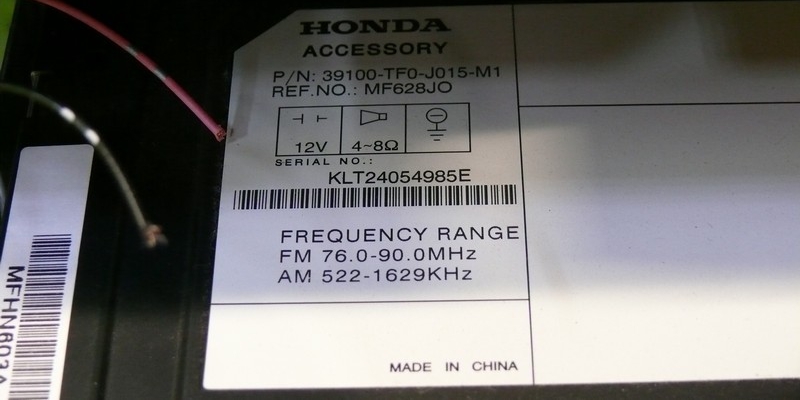 HONDA
ACCESSORY
P/N: 39100-TF0-J015-M1
REF.NO.: MF628JO
12V
4~8Ω
SERIAL NO.:
KLT24054985E
FREQUENCY RANGE
FM 76.0-90.0MHz
AM 522-1629KHz
MADE IN CHINA